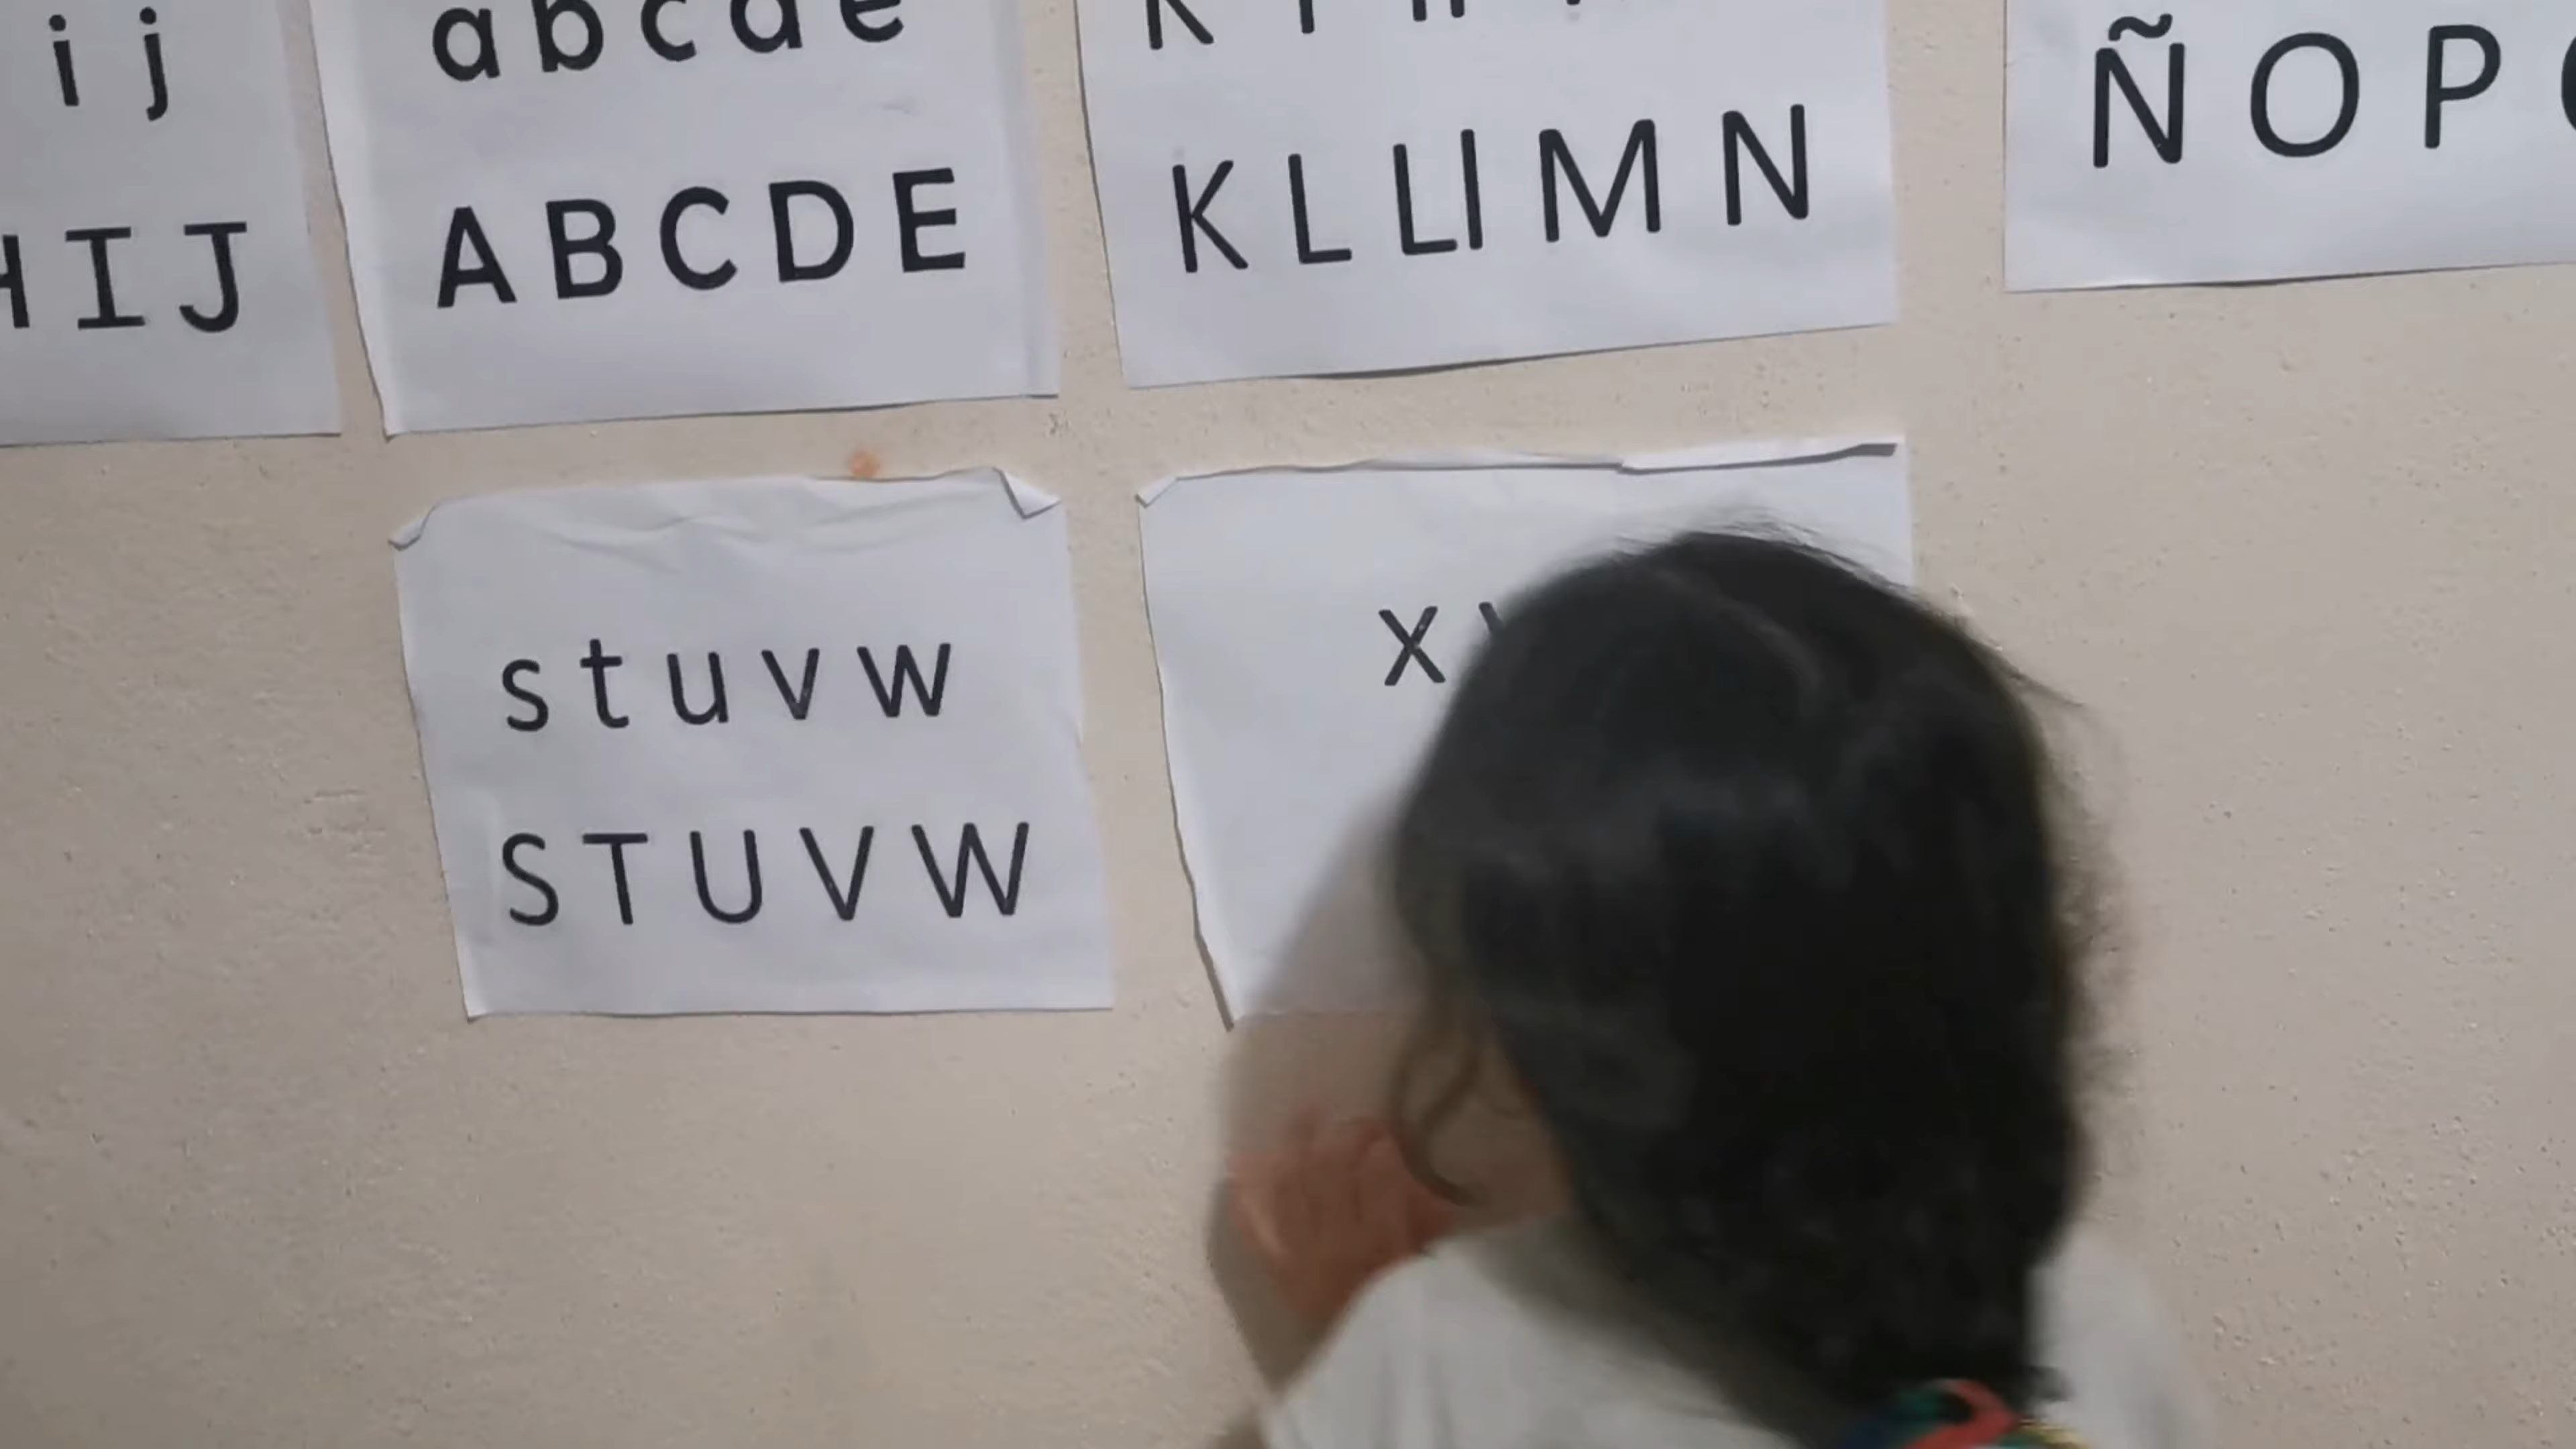 i j
H I J
a b c d e
A B C D E
K L Ll M N
Ñ O P
s t u v w
S T U V W
x